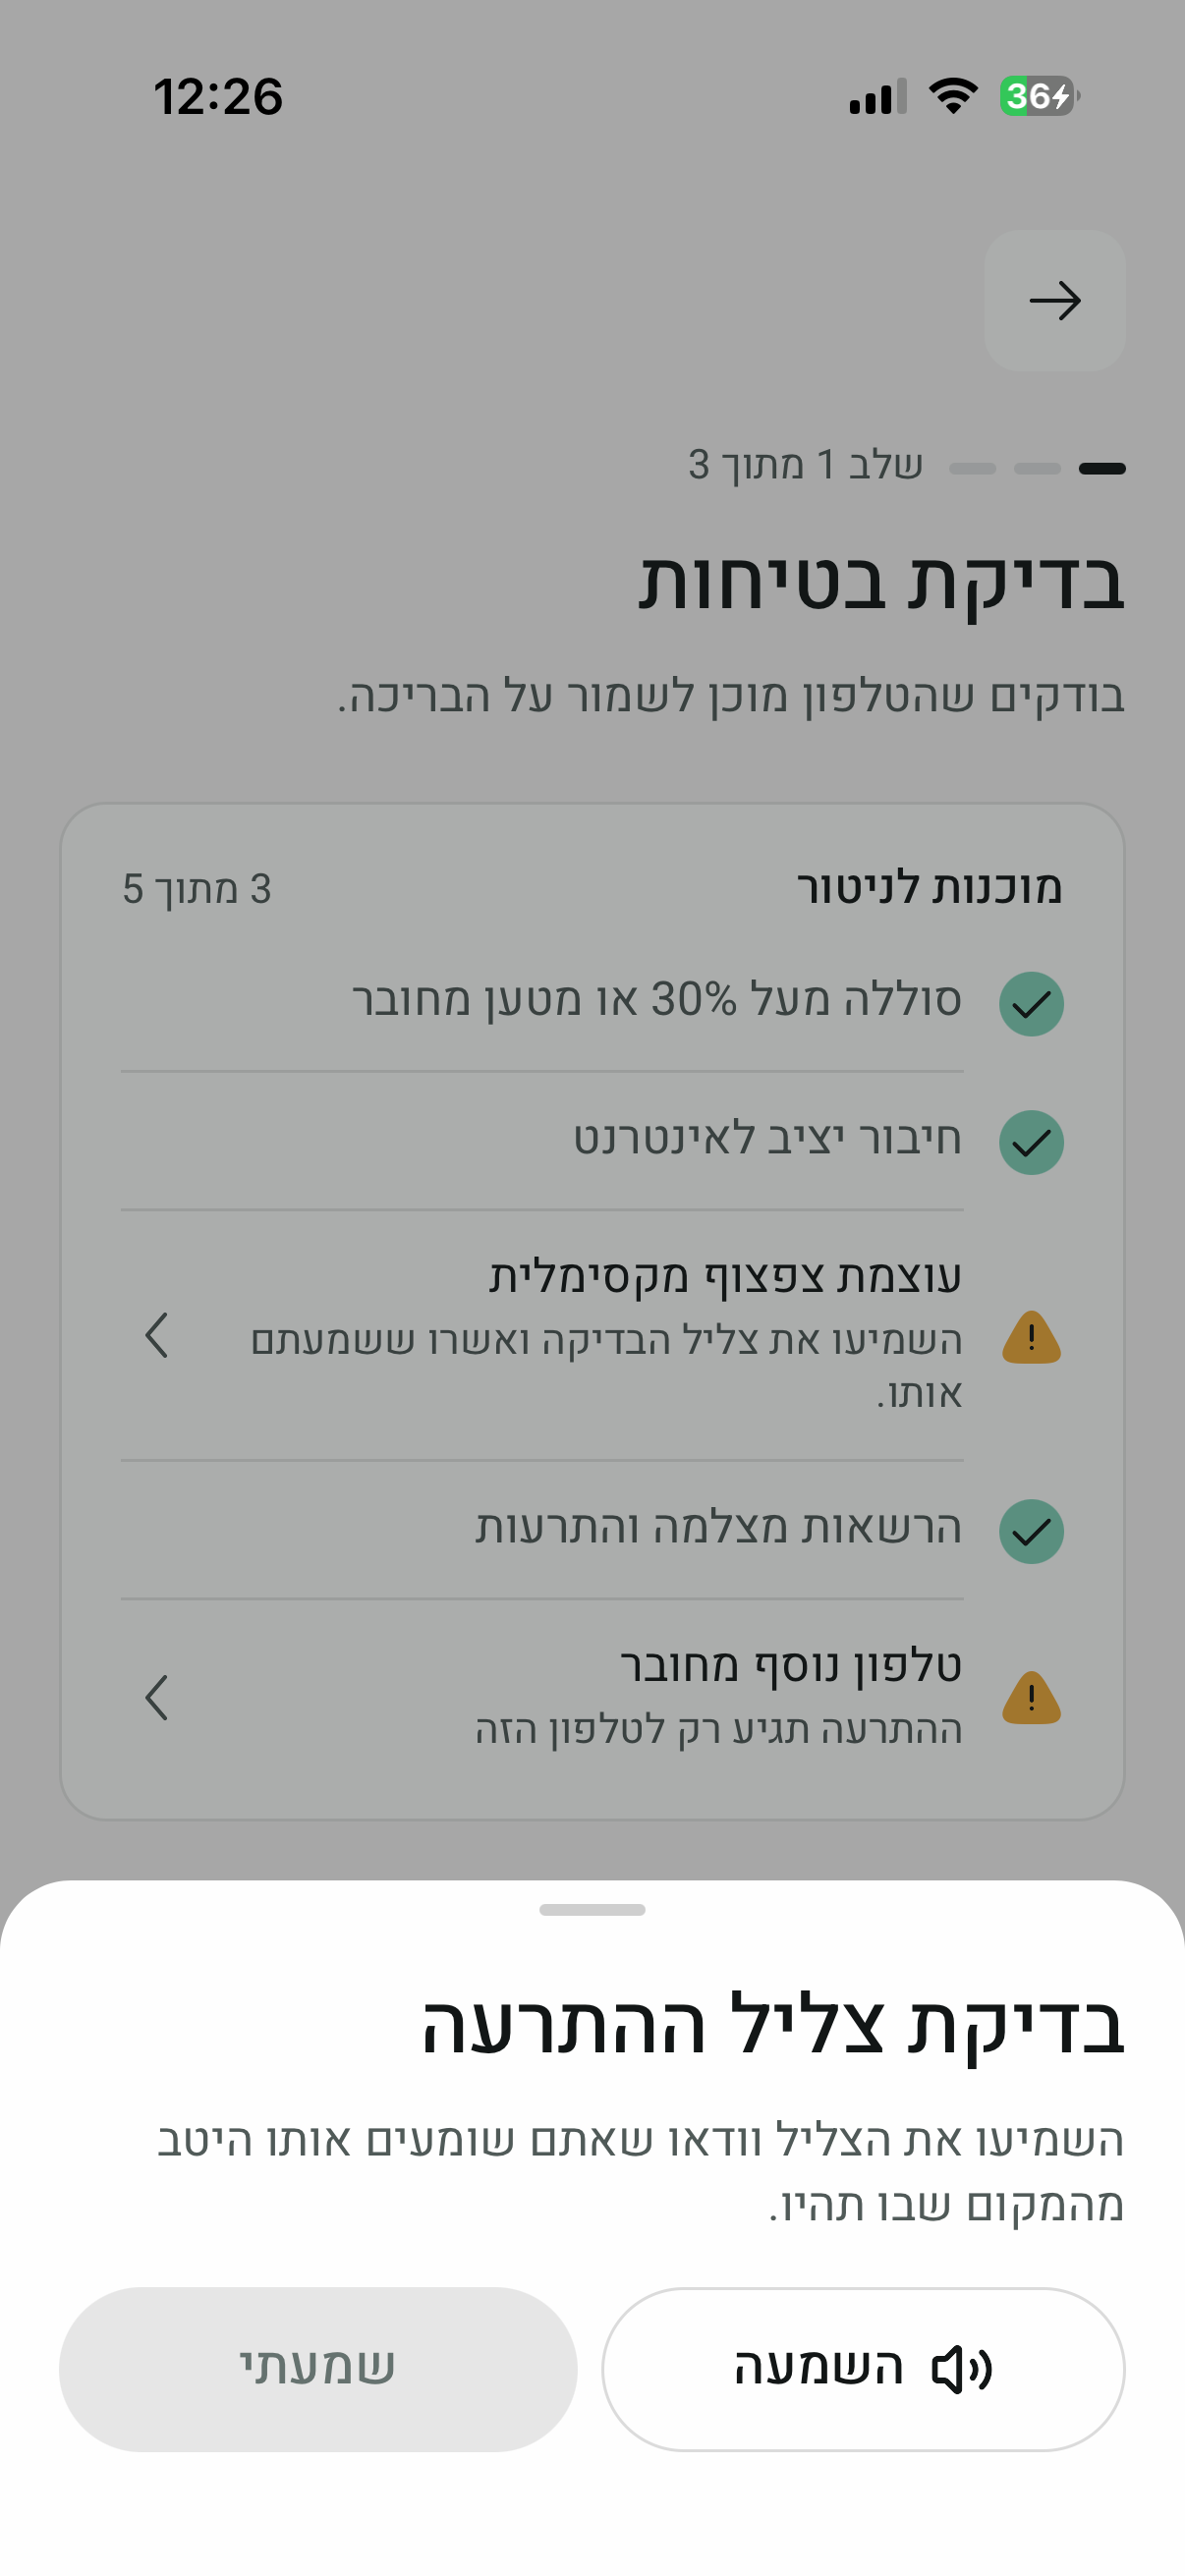 12:26
36
שלב 1 מתוך 3
בדיקת בטיחות
בודקים שהטלפון מוכן לשמור על הבריכה.
מוכנות לניטור
3 מתוך 5
סוללה מעל 30% או מטען מחובר
חיבור יציב לאינטרנט
עוצמת צפצוף מקסימלית
השמיעו את צליל הבדיקה ואשרו ששמעתם
אותו.
הרשאות מצלמה והתרעות
טלפון נוסף מחובר
ההתרעה תגיע רק לטלפון הזה
בדיקת צליל ההתרעה
השמיעו את הצליל וודאו שאתם שומעים אותו היטב
מהמקום שבו תהיו.
השמעה
שמעתי